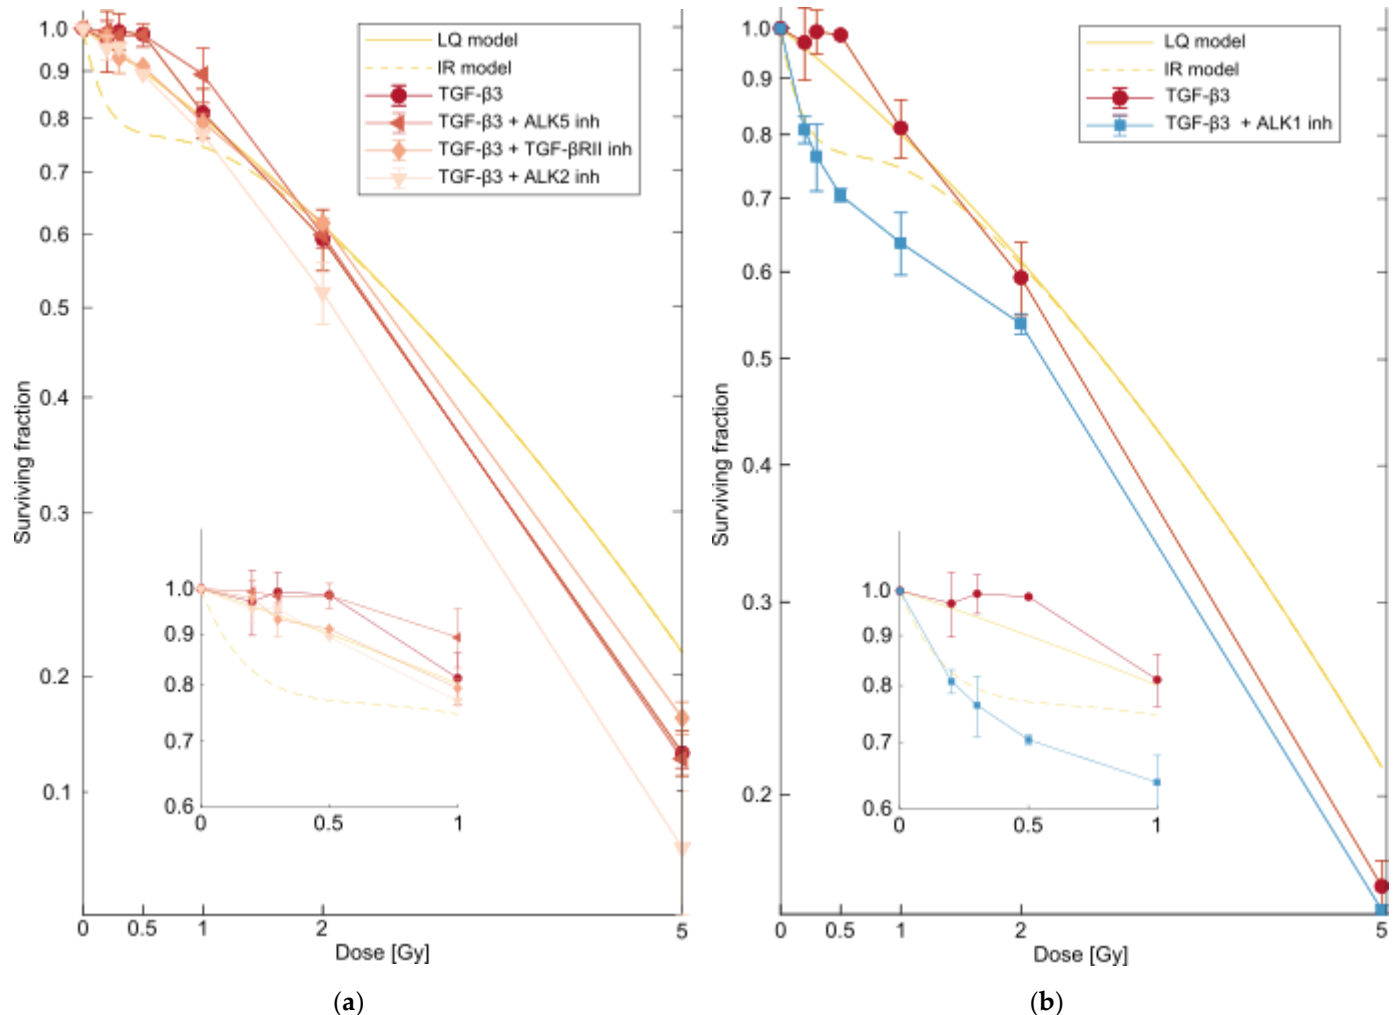 1.0
0.9
0.8
0.7
0.6
0.5
0.4
0.3
0.2
0.1
Surviving fraction
LQ model
IR model
TGF-β3
TGF-β3 + ALK5 inh
TGF-β3 + TGF-βRII inh
TGF-β3 + ALK2 inh
1.0
0.9
0.8
0.7
0.6
0 0.5 1
0 0.5 1 2 5
Dose [Gy]
(a)
1.0
0.9
0.8
0.7
0.6
0.5
0.4
0.3
0.2
Surviving fraction
LQ model
IR model
TGF-β3
TGF-β3 + ALK1 inh
1.0
0.9
0.8
0.7
0.6
0 0.5 1
0 0.5 1 2 5
Dose [Gy]
(b)